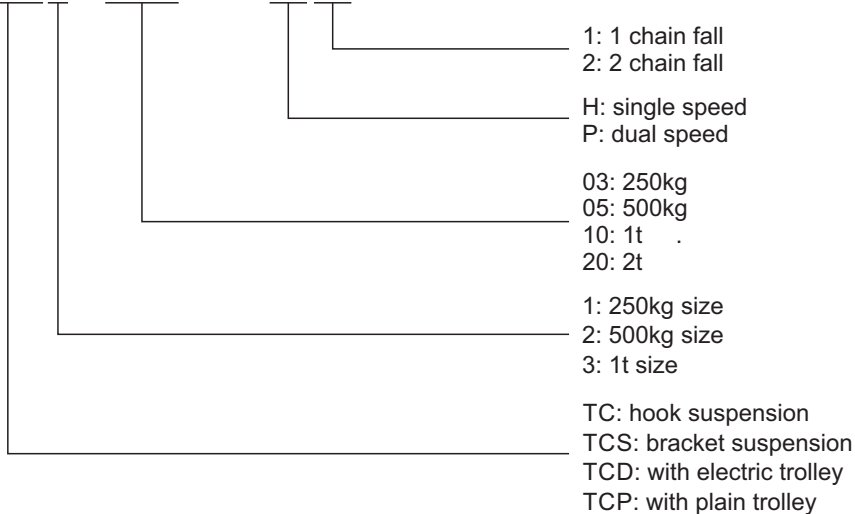 1: 1 chain fall
2: 2 chain fall
H: single speed
P: dual speed
03: 250kg
05: 500kg
10: 1t .
20: 2t
1: 250kg size
2: 500kg size
3: 1t size
TC: hook suspension
TCS: bracket suspension
TCD: with electric trolley
TCP: with plain trolley